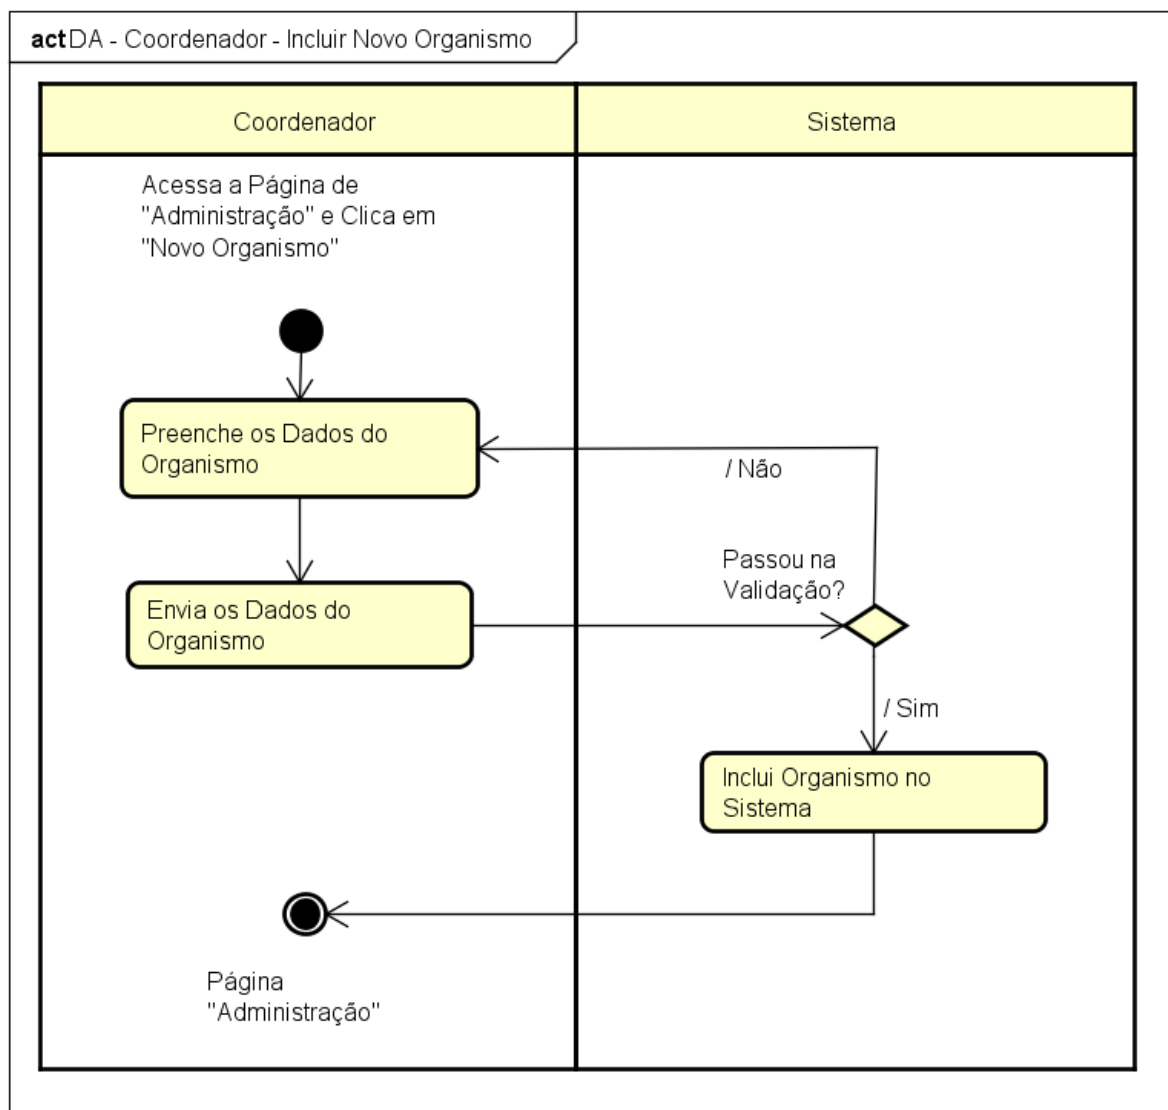 act DA - Coordenador - Incluir Novo Organismo
Coordenador
Sistema
Acessa a Página de
"Administração" e Clica em
"Novo Organismo"
Preenche os Dados do
Organismo
/ Não
Passou na
Validação?
Envia os Dados do
Organismo
/ Sim
Inclui Organismo no
Sistema
Página
"Administração"